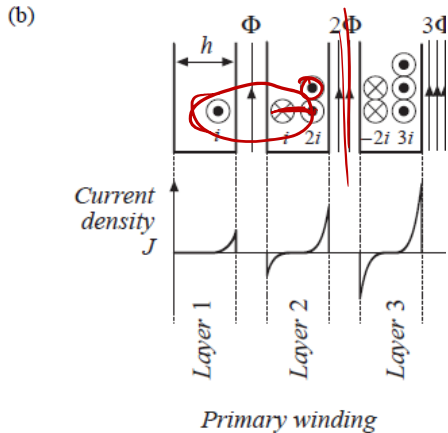 (b)
Φ 2Φ 3Φ
h
i -i 2i -2i 3i
Current
density
J
Layer 1 Layer 2 Layer 3
Primary winding